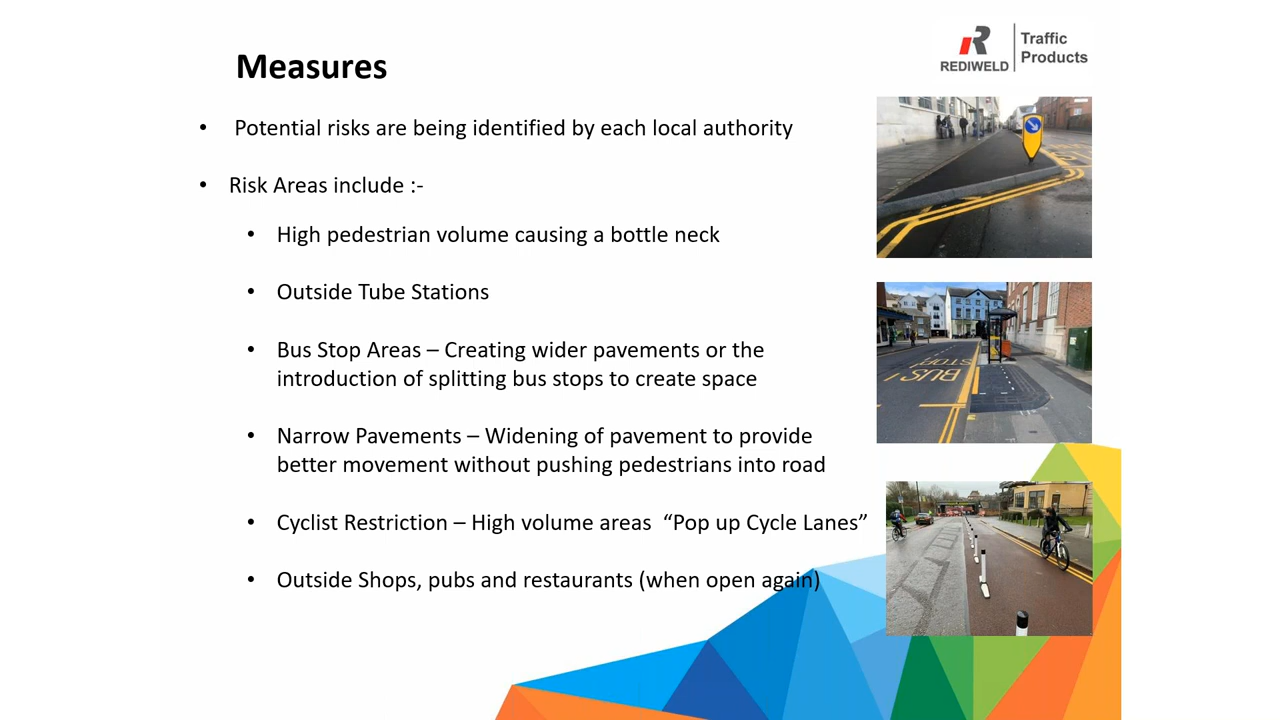 Measures
REDIWELD
Traffic
Products
• Potential risks are being identified by each local authority
• Risk Areas include :-
• High pedestrian volume causing a bottle neck
• Outside Tube Stations
• Bus Stop Areas – Creating wider pavements or the
introduction of splitting bus stops to create space
• Narrow Pavements – Widening of pavement to provide
better movement without pushing pedestrians into road
• Cyclist Restriction – High volume areas “Pop up Cycle Lanes”
• Outside Shops, pubs and restaurants (when open again)
BUS
STOP